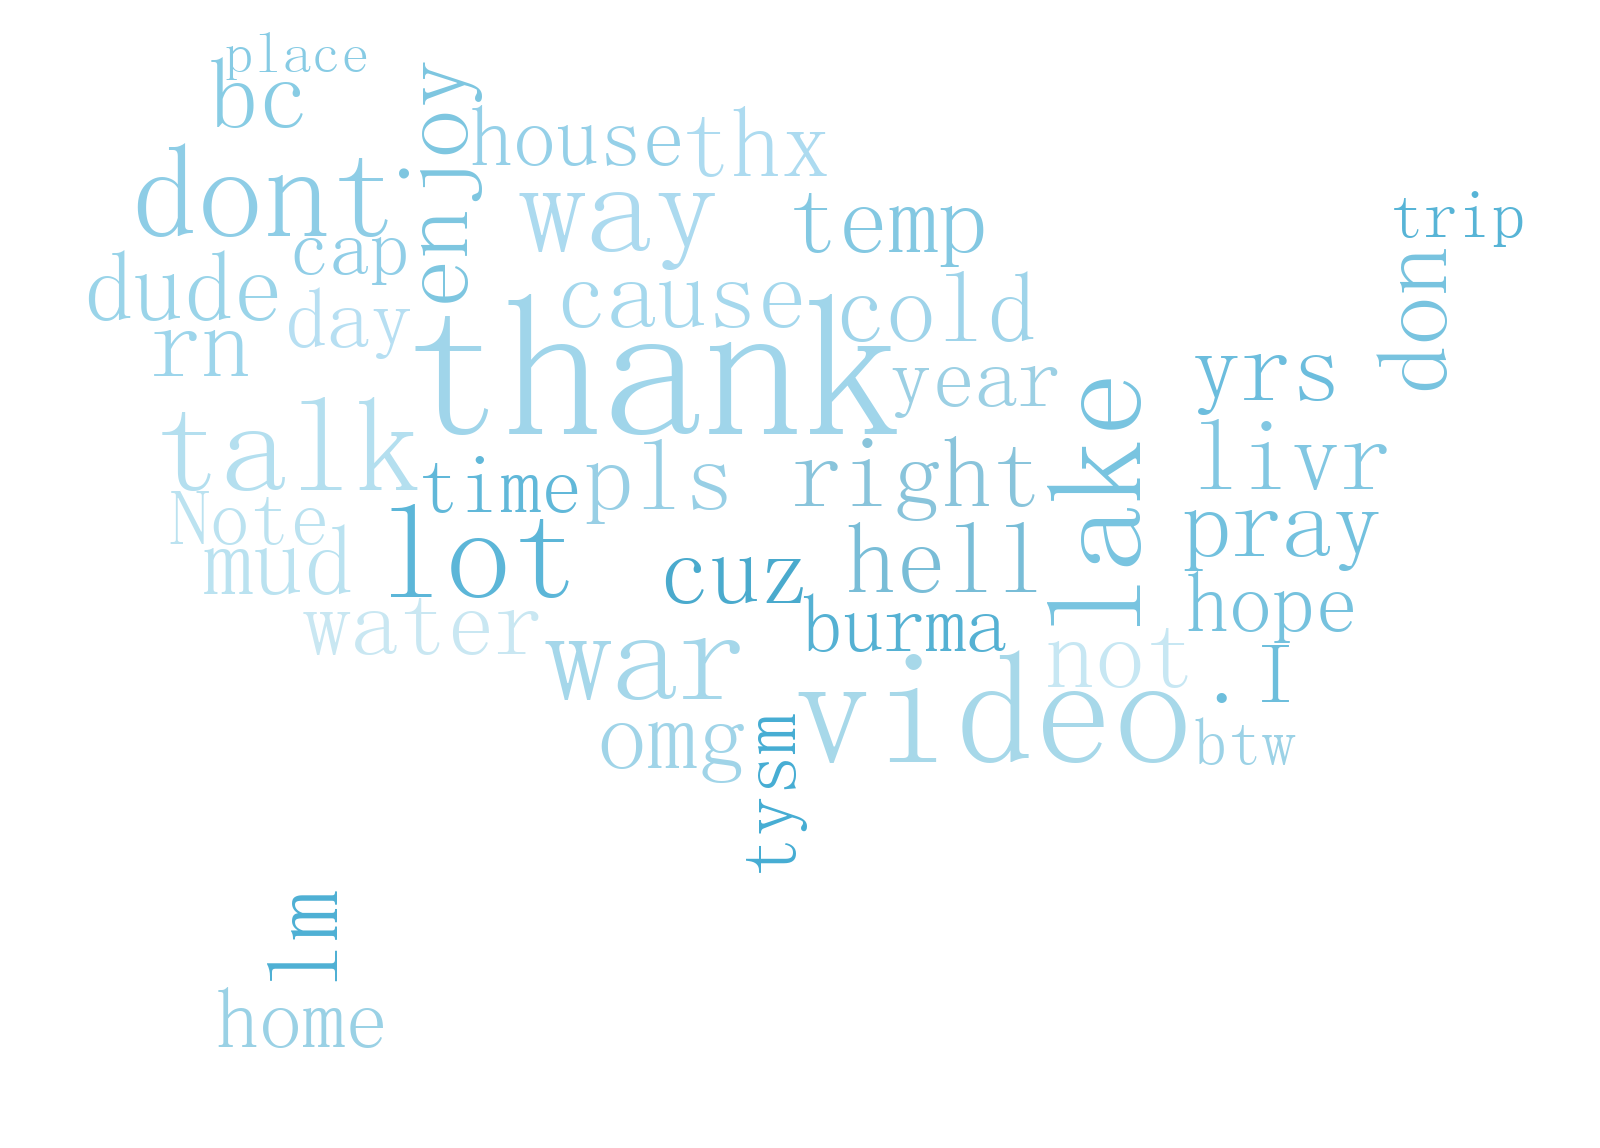 place
bc
enjoy
house
thx
dont.
way
temp
trip
cap
don
dude
day
cause
cold
rn
thank
year
yrs
lake
talk
time
pls
right
livr
Note
mud
lot
cuz
hell
pray
water
war
burma
hope
not
video
.I
omg
btw
tysm
lm
home